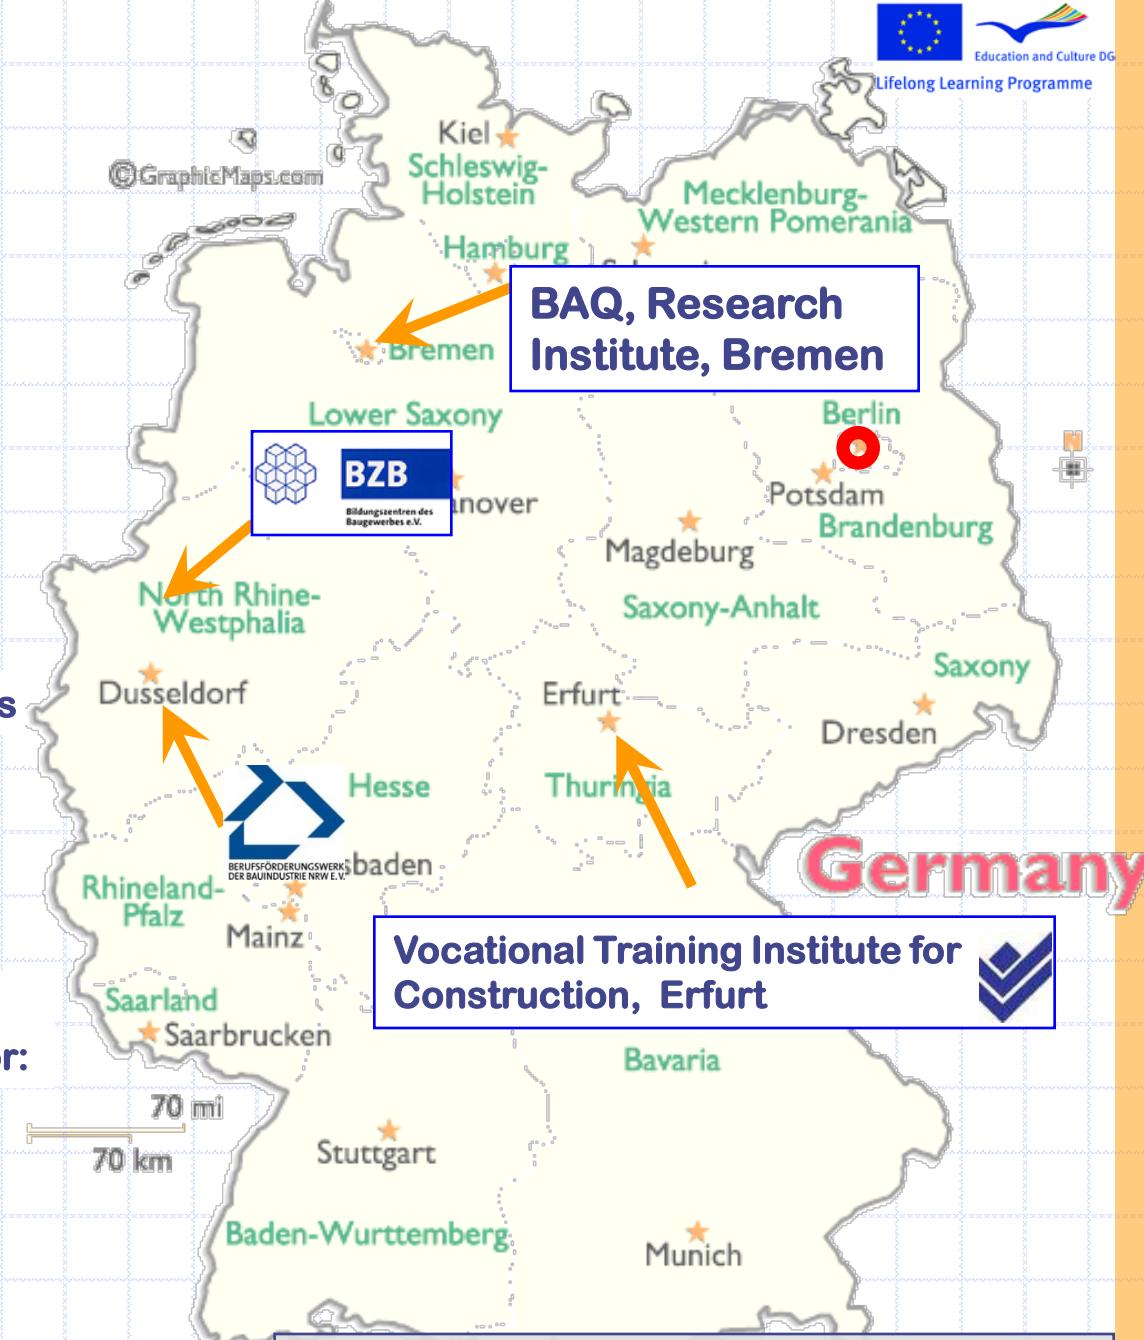 Education and Culture DG
Lifelong Learning Programme
Kiel
Schleswig-
Holstein
©GraphicMaps.com
Mecklenburg-
Western Pomerania
Hamburg
BAQ, Research
Institute, Bremen
Bremen
Lower Saxony
Berlin
N
BZB
Bildungszentren des
Baugewerbes e.V.
anover
Potsdam
Brandenburg
Magdeburg
North Rhine-
Westphalia
Saxony-Anhalt
Saxony
Dusseldorf
s
Erfurt
Dresden
Hesse
Thuringia
BERUFSFÖRDERUNGSWERK
DER BAUINDUSTRIE NRW E.V.
sbaden
Germany
Rhineland-
Pfalz
Mainz
Vocational Training Institute for
Construction, Erfurt
Saarland
Saarbrucken
or:
Bavaria
70 mi
70 km
Stuttgart
Baden-Wurttemberg
Munich